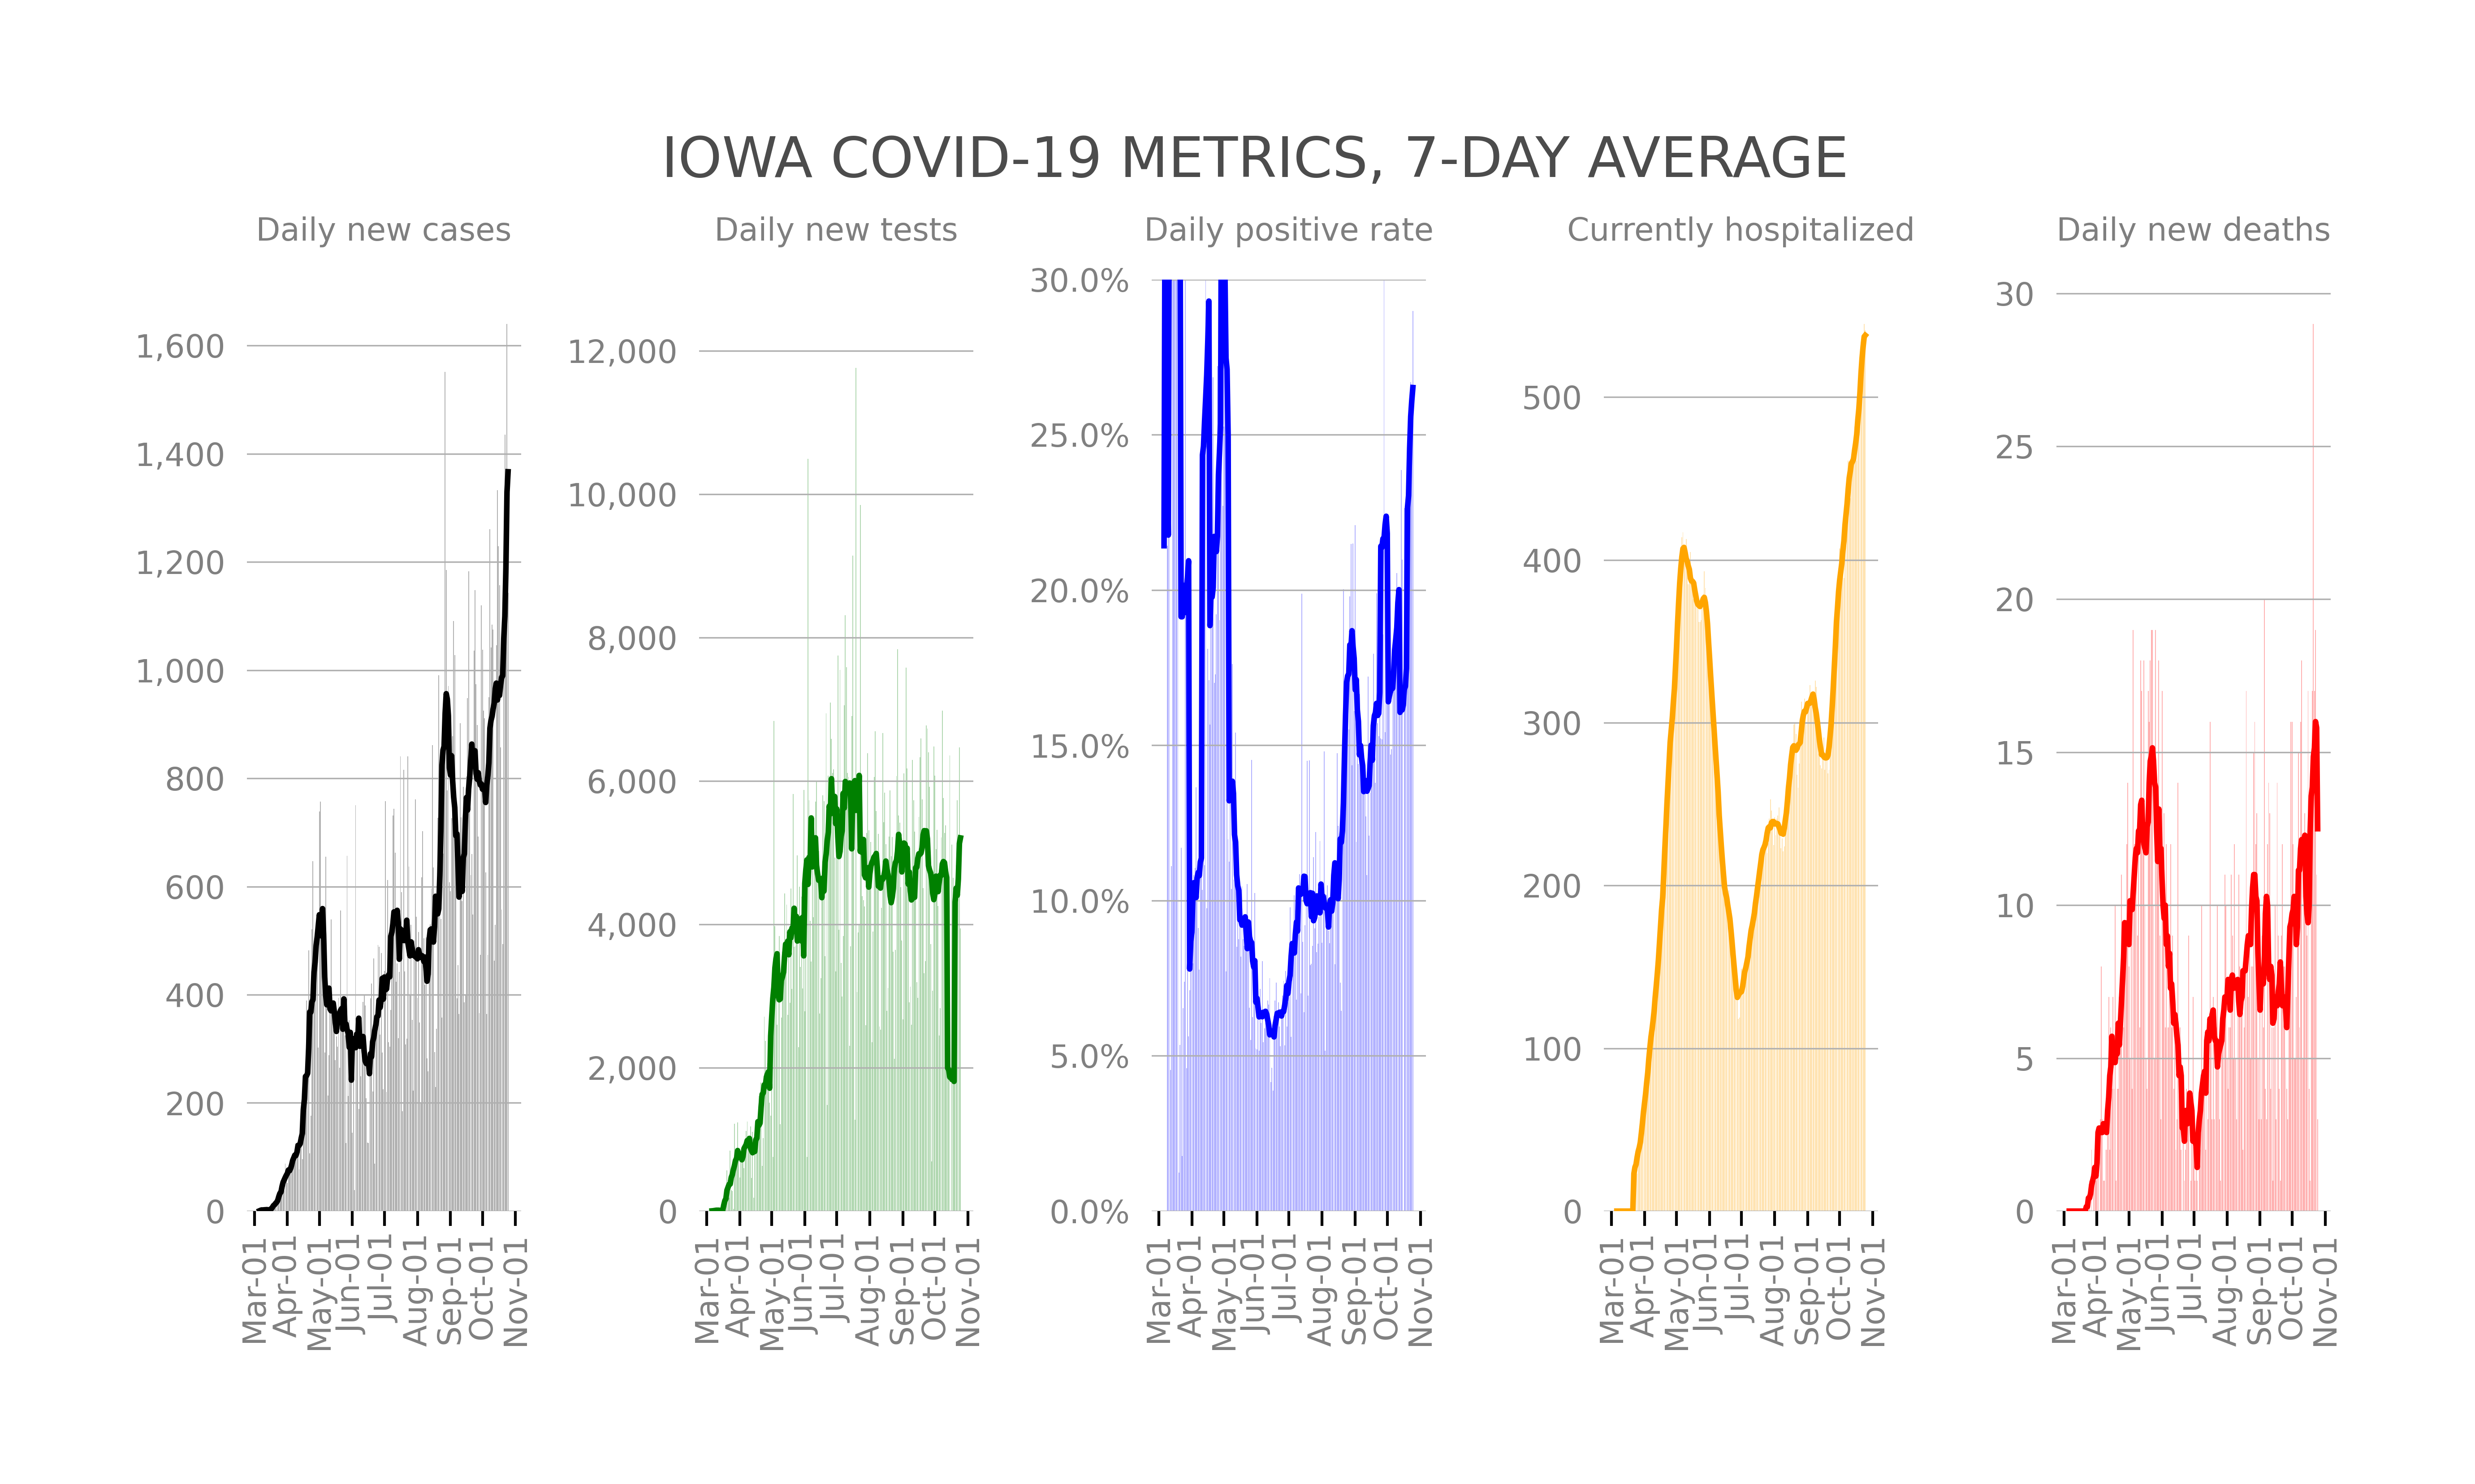 IOWA COVID-19 METRICS, 7-DAY AVERAGE
Daily new cases
1,600
1,400
1,200
1,000
800
600
400
200
0
Mar-01
Apr-01
May-01
Jun-01
Jul-01
Aug-01
Sep-01
Oct-01
Nov-01
Daily new tests
12,000
10,000
8,000
6,000
4,000
2,000
0
Mar-01
Apr-01
May-01
Jun-01
Jul-01
Aug-01
Sep-01
Oct-01
Nov-01
Daily positive rate
30.0%
25.0%
20.0%
15.0%
10.0%
5.0%
0.0%
Mar-01
Apr-01
May-01
Jun-01
Jul-01
Aug-01
Sep-01
Oct-01
Nov-01
Currently hospitalized
500
400
300
200
100
0
Mar-01
Apr-01
May-01
Jun-01
Jul-01
Aug-01
Sep-01
Oct-01
Nov-01
Daily new deaths
30
25
20
15
10
5
0
Mar-01
Apr-01
May-01
Jun-01
Jul-01
Aug-01
Sep-01
Oct-01
Nov-01